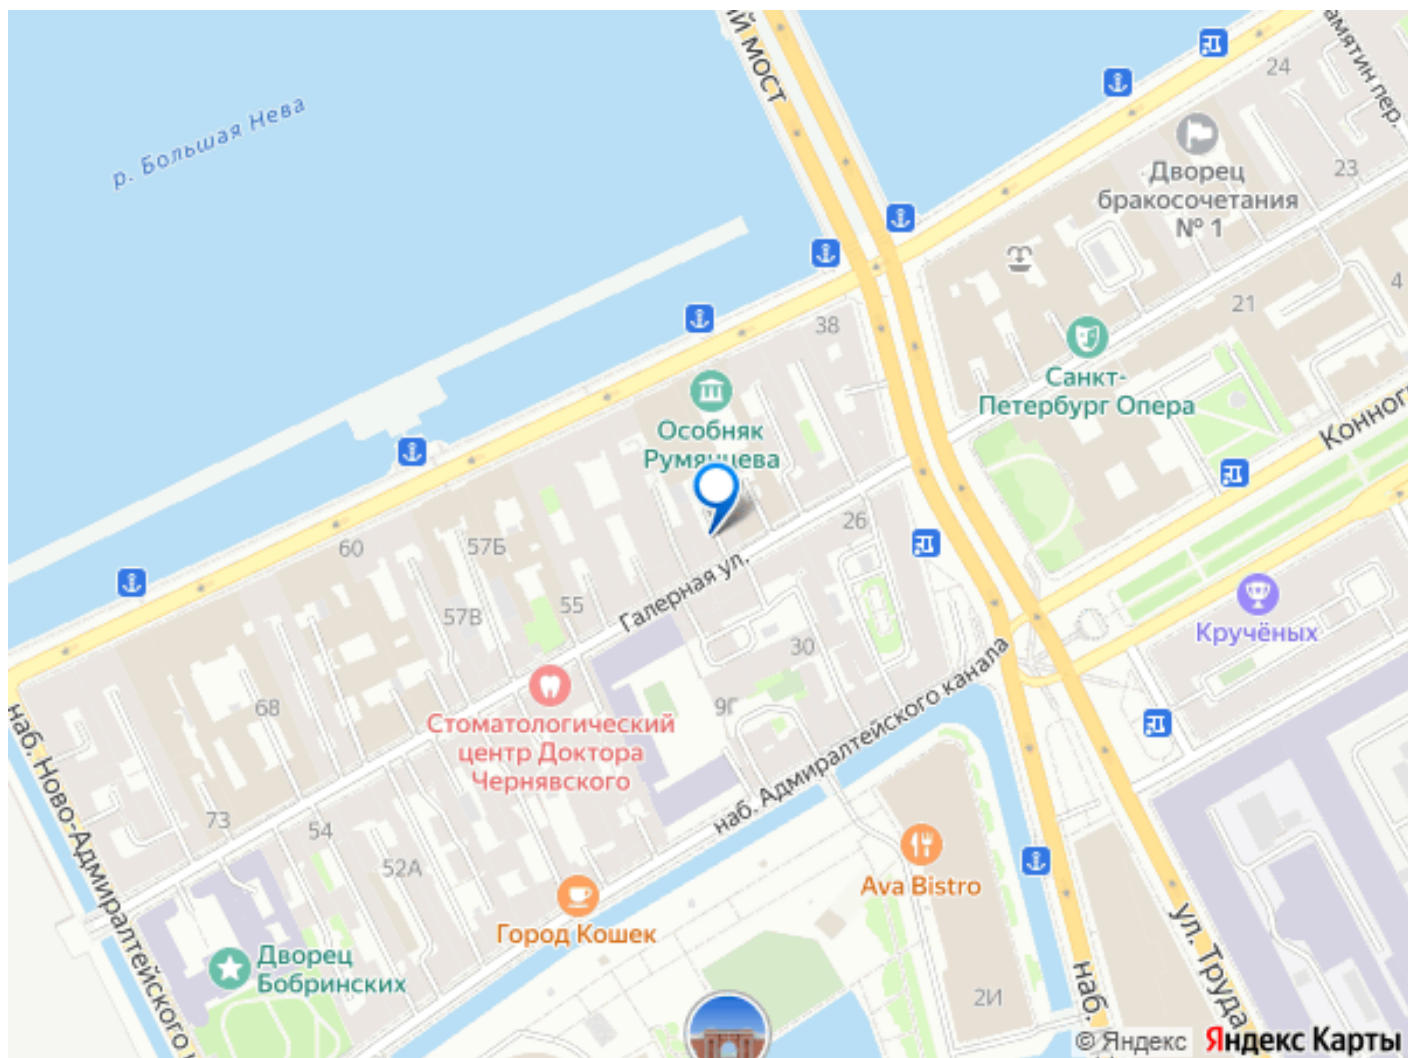 ий мост
амятин пер.
24
р. Большая Нева
Дворец
бракосочетания
№ 1
23
4
21
38
Санкт-
Петербург Опера
Особняк
Румянцева
Конног
26
60
57Б
57В
55
Галерная ул.
30
Кручёных
наб. Адмиралтейского канала
9Г
68
Стоматологический
центр Доктора
Чернявского
наб. Ново-Адмиралтейского к
73
54
52А
Ava Bistro
Город Кошек
Дворец
Бобринских
2И
наб.
ул. Труда
© Яндекс Яндекс Карты